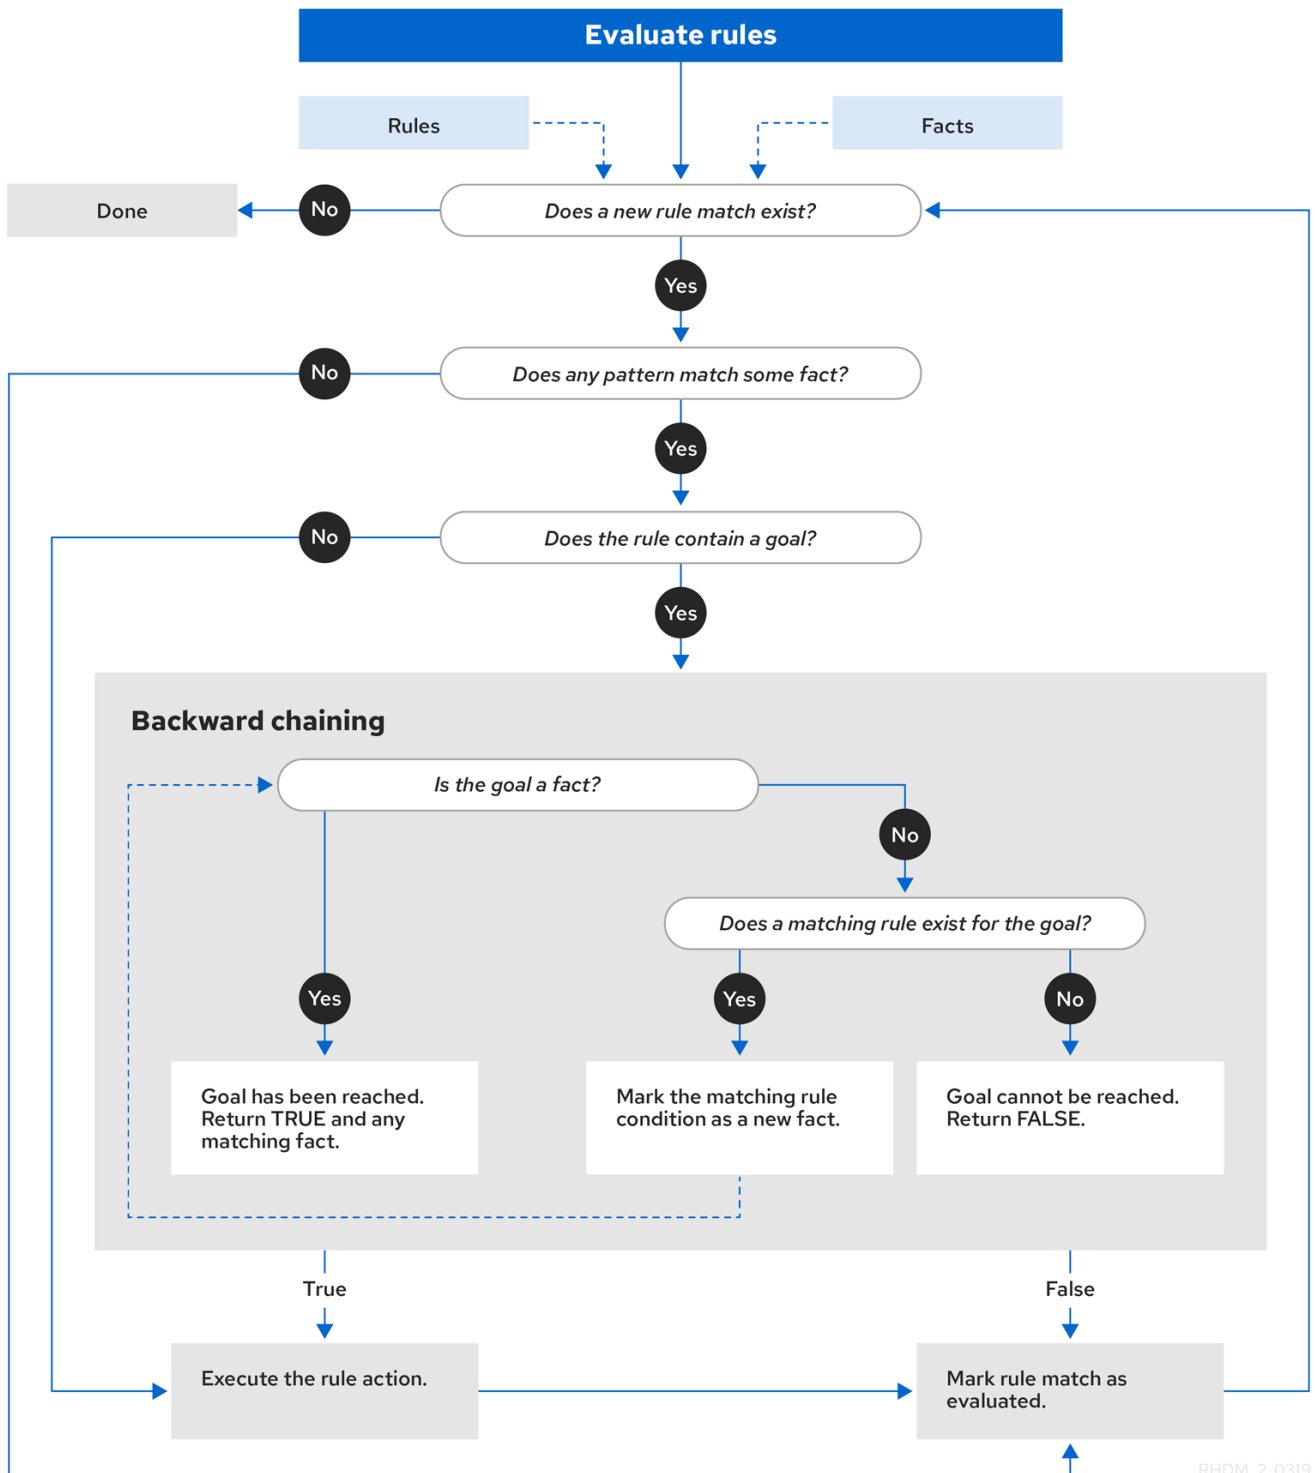 Evaluate rules
Rules
Facts
Done
No
Does a new rule match exist?
Yes
No
Does any pattern match some fact?
Yes
No
Does the rule contain a goal?
Yes
Backward chaining
Is the goal a fact?
No
Does a matching rule exist for the goal?
Yes
Yes
No
Goal has been reached.
Return TRUE and any
matching fact.
Mark the matching rule
condition as a new fact.
Goal cannot be reached.
Return FALSE.
True
False
Execute the rule action.
Mark rule match as
evaluated.
RHDM_2_0319